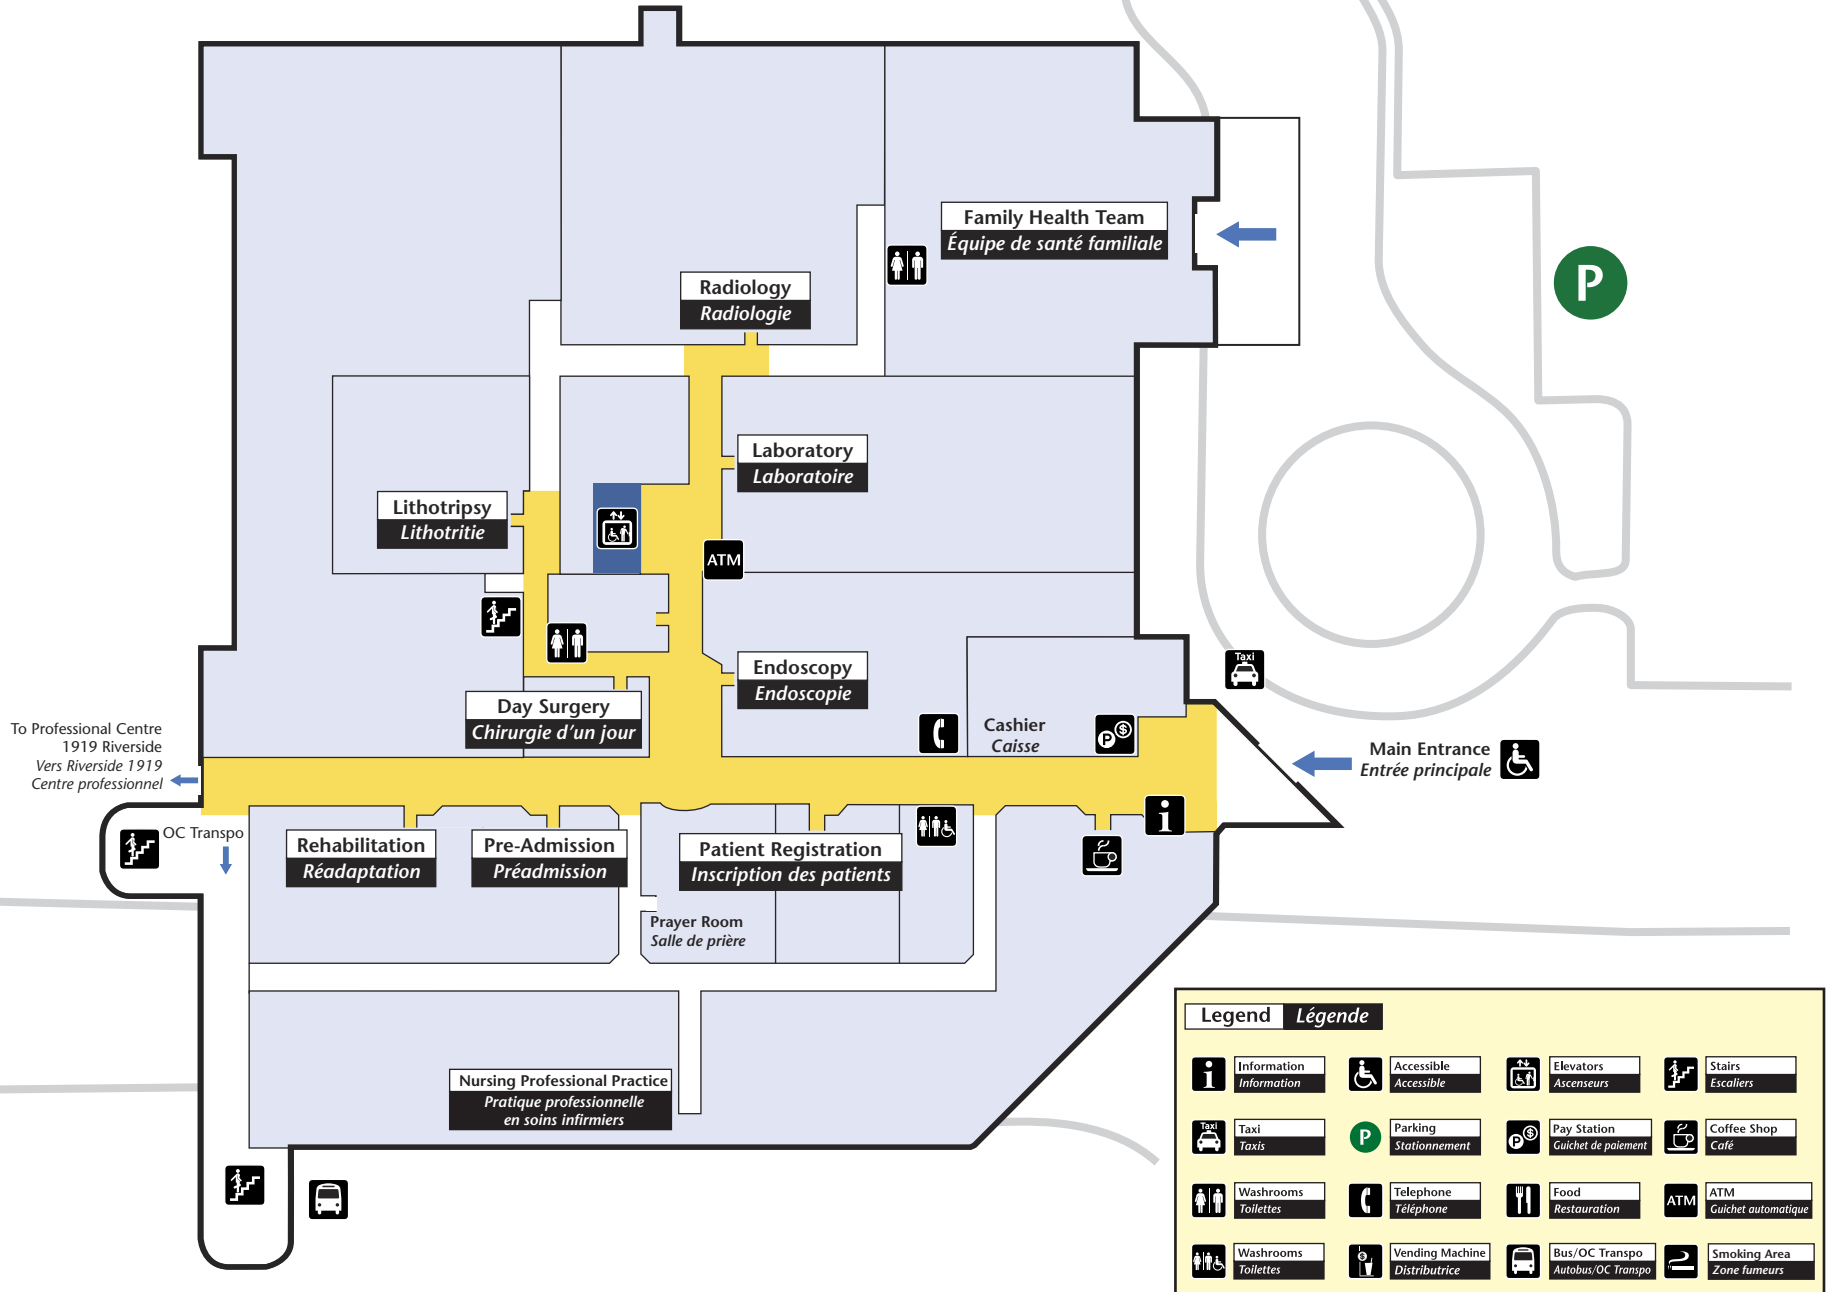 Family Health Team
Équipe de santé familiale
Radiology
Radiologie
P
Laboratory
Laboratoire
Lithotripsy
Lithotritie
ATM
Endoscopy
Endoscopie
Taxi
Day Surgery
Chirurgie d'un jour
Cashier
Caisse
P $
To Professional Centre
1919 Riverside
Vers Riverside 1919
Centre professionnel
Main Entrance
Entrée principale
i
OC Transpo
Rehabilitation
Réadaptation
Pre-Admission
Préadmission
Patient Registration
Inscription des patients
Prayer Room
Salle de prière
Nursing Professional Practice
Pratique professionnelle
en soins infirmiers
Legend Légende
i
Information
Information
Accessible
Accessible
Elevators
Ascenseurs
Stairs
Escaliers
Taxi
Taxi
Taxis
P
Parking
Stationnement
P $
Pay Station
Guichet de paiement
Coffee Shop
Café
Washrooms
Toilettes
Telephone
Téléphone
Food
Restauration
ATM
ATM
Guichet automatique
Washrooms
Toilettes
$
Vending Machine
Distributrice
Bus/OC Transpo
Autobus/OC Transpo
Smoking Area
Zone fumeurs